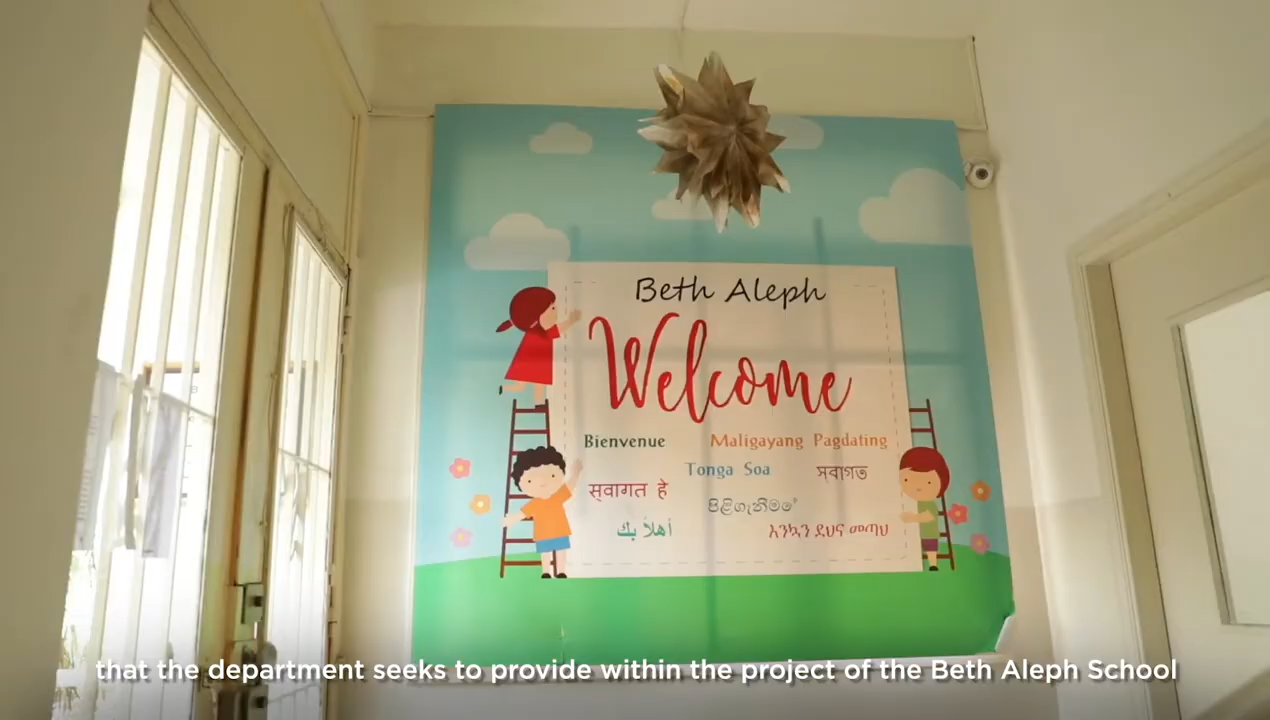 Beth Aleph
Welcome
Bienvenue Maligayang Pagdating
Tonga Soa সবাগত
स्वागत हे
පිළිගැනීම
أهلاً بك
እንኳን ደህና መጣህ
that the department seeks to provide within the project of the Beth Aleph School